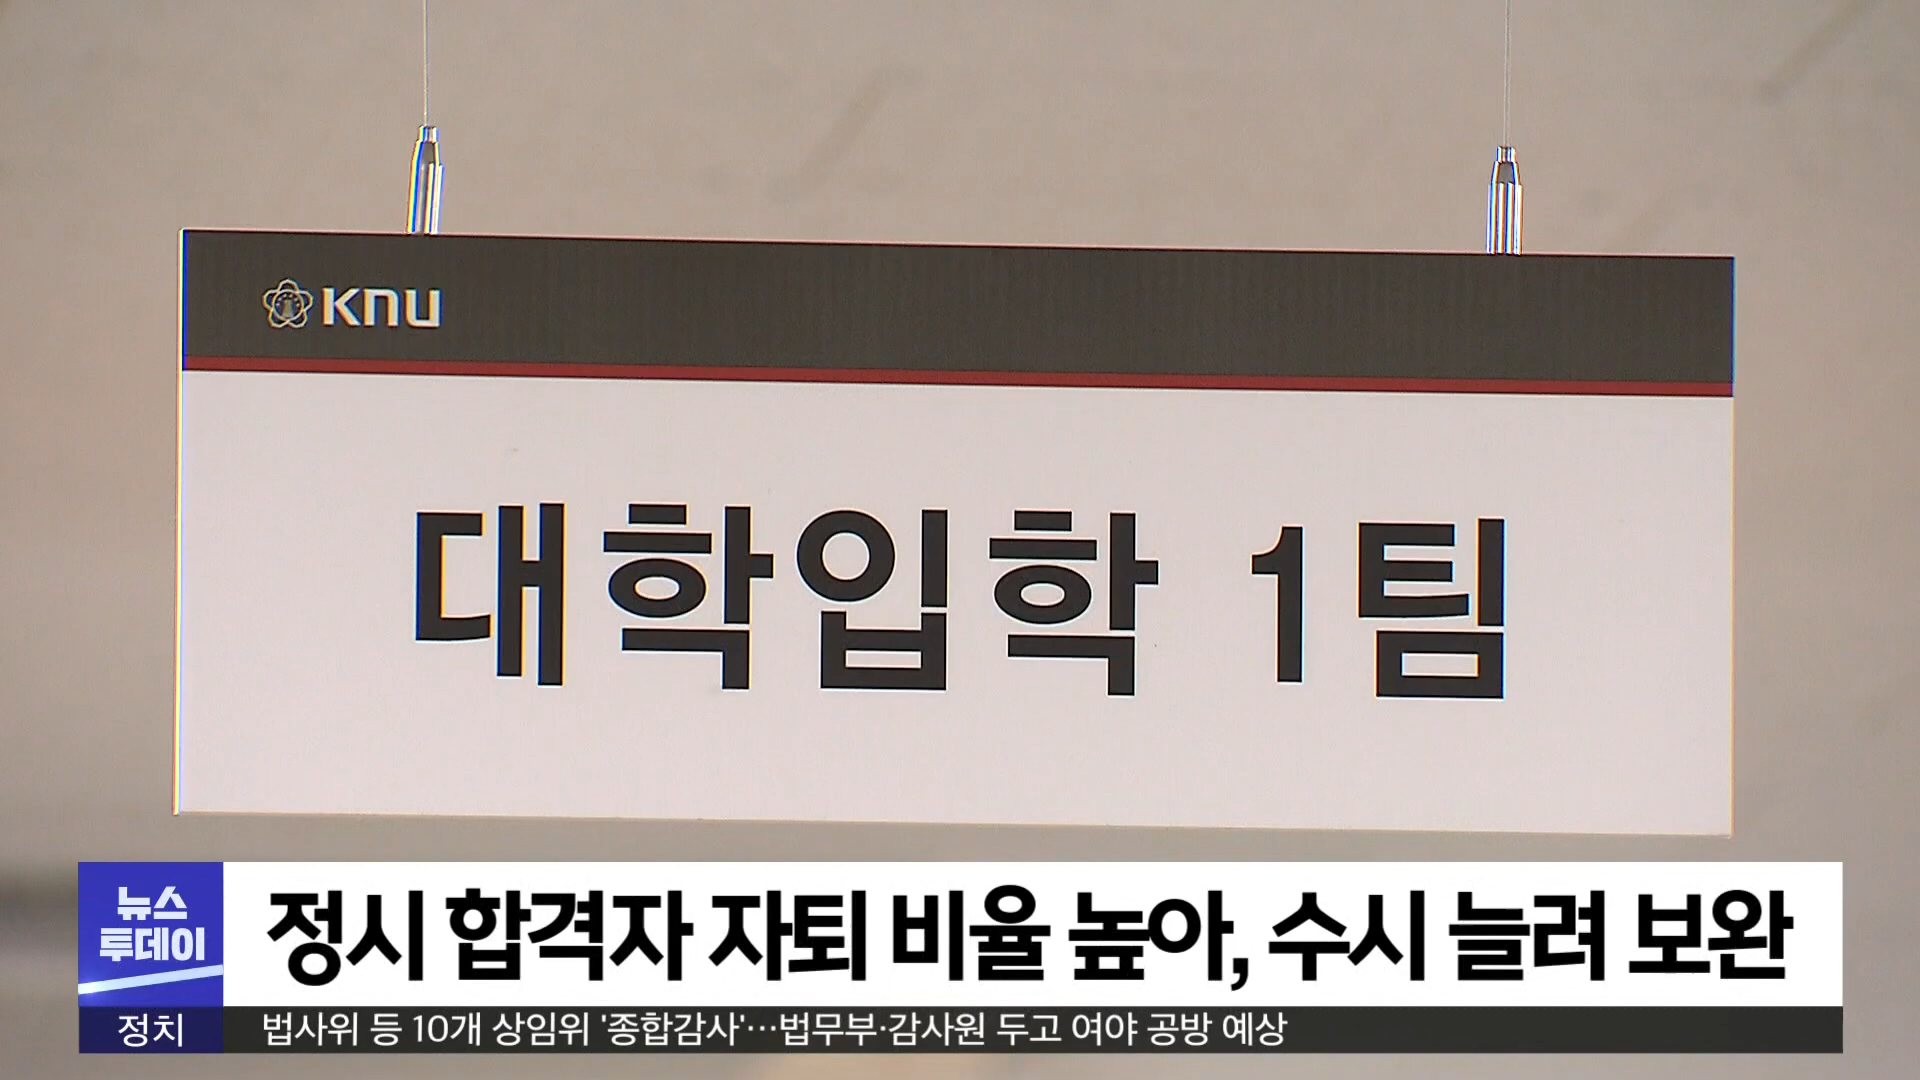 KNU
대학입학 1팀
뉴스
투데이
정시 합격자 자퇴 비율 높아, 수시 늘려 보완
정치
법사위 등 10개 상임위 '종합감사'…법무부·감사원 두고 여야 공방 예상